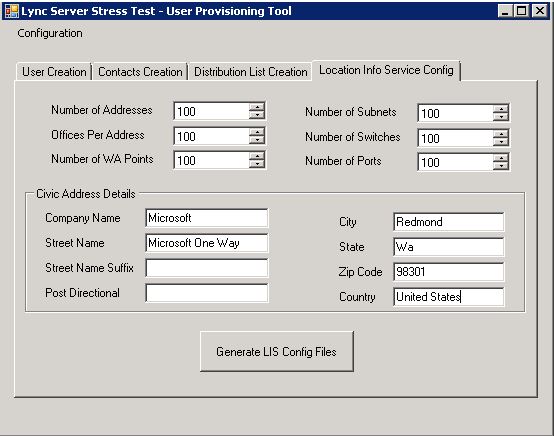 Lync Server Stress Test - User Provisioning Tool
Configuration
User Creation Contacts Creation Distribution List Creation Location Info Service Config
Number of Addresses 100 Number of Subnets 100
Offices Per Address 100 Number of Switches 100
Number of WA Points 100 Number of Ports 100
Civic Address Details
Company Name Microsoft City Redmond
Street Name Microsoft One Way State Wa
Street Name Suffix Zip Code 98301
Post Directional Country United States
Generate LIS Config Files